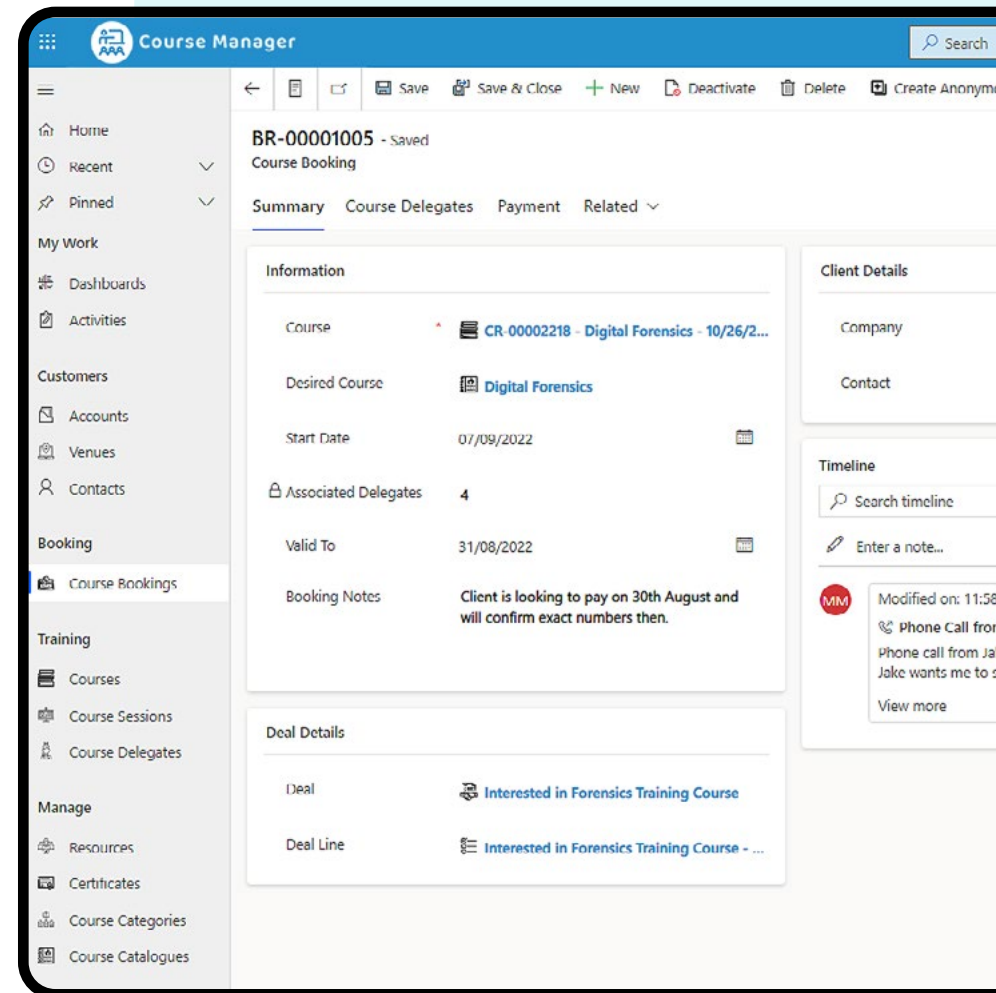 Course Manager
Search
Save
Save & Close
New
Deactivate
Delete
Create Anonym
Home
Recent
Pinned
My Work
Dashboards
Activities
Customers
Accounts
Venues
Contacts
Booking
Course Bookings
Training
Courses
Course Sessions
Course Delegates
Manage
Resources
Certificates
Course Categories
Course Catalogues
BR-00001005 - Saved
Course Booking
Summary Course Delegates Payment Related
Information
Course * CR-00002218 - Digital Forensics - 10/26/2...
Desired Course Digital Forensics
Start Date 07/09/2022
Associated Delegates 4
Valid To 31/08/2022
Booking Notes Client is looking to pay on 30th August and
will confirm exact numbers then.
Deal Details
Deal Interested in Forensics Training Course
Deal Line Interested in Forensics Training Course - ...
Client Details
Company
Contact
Timeline
Search timeline
Enter a note...
MM
Modified on: 11:58
Phone Call from
Phone call from Ja
Jake wants me to s
View more